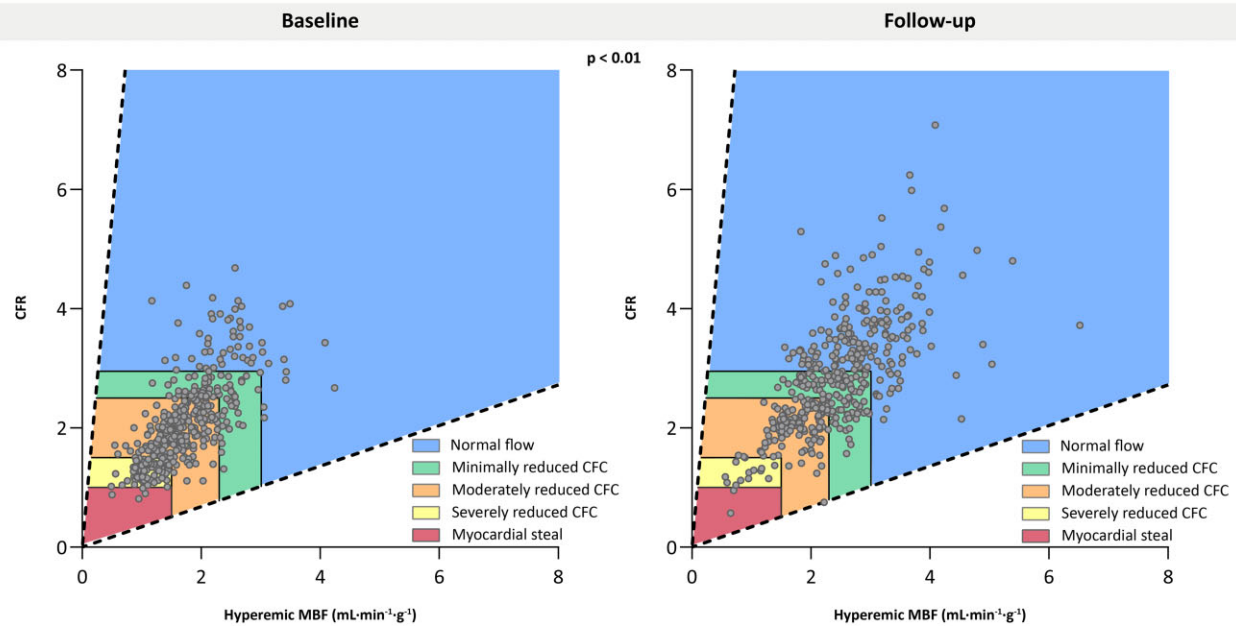 Baseline
Follow-up
p < 0.01
8
6
4
2
0
CFR
0
2
4
6
8
Hyperemic MBF (mL·min⁻¹·g⁻¹)
Normal flow
Minimally reduced CFC
Moderately reduced CFC
Severely reduced CFC
Myocardial steal
8
6
4
2
0
CFR
0
2
4
6
8
Hyperemic MBF (mL·min⁻¹·g⁻¹)
Normal flow
Minimally reduced CFC
Moderately reduced CFC
Severely reduced CFC
Myocardial steal